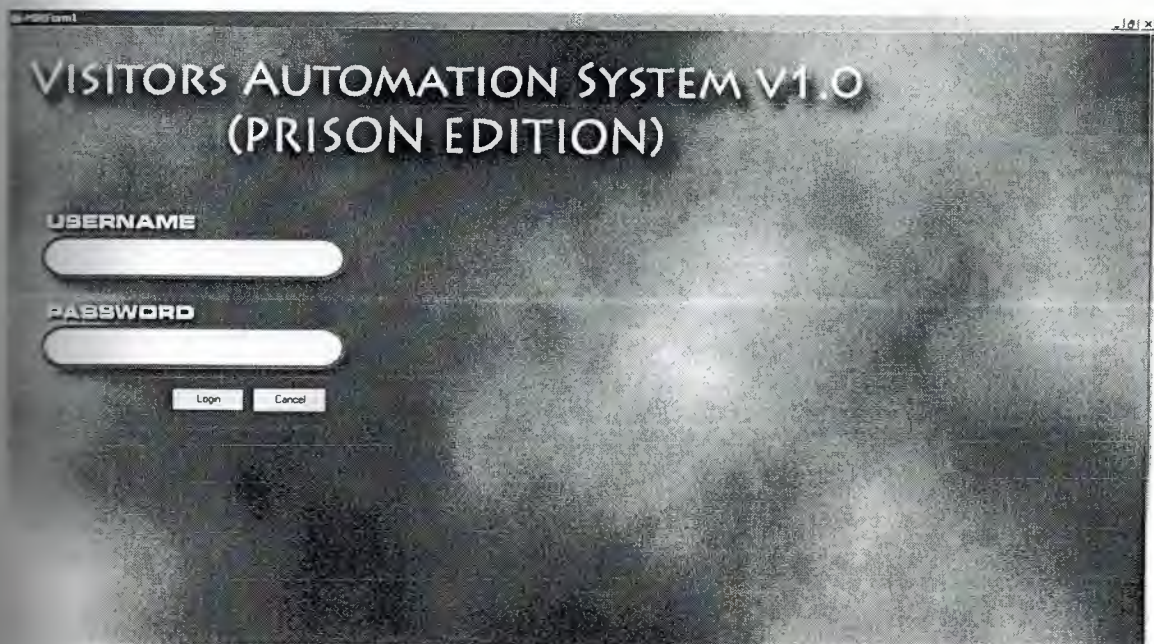 VISITORS AUTOMATION SYSTEM V1.0
(PRISON EDITION)
USERNAME
PASSWORD
Login Cancel